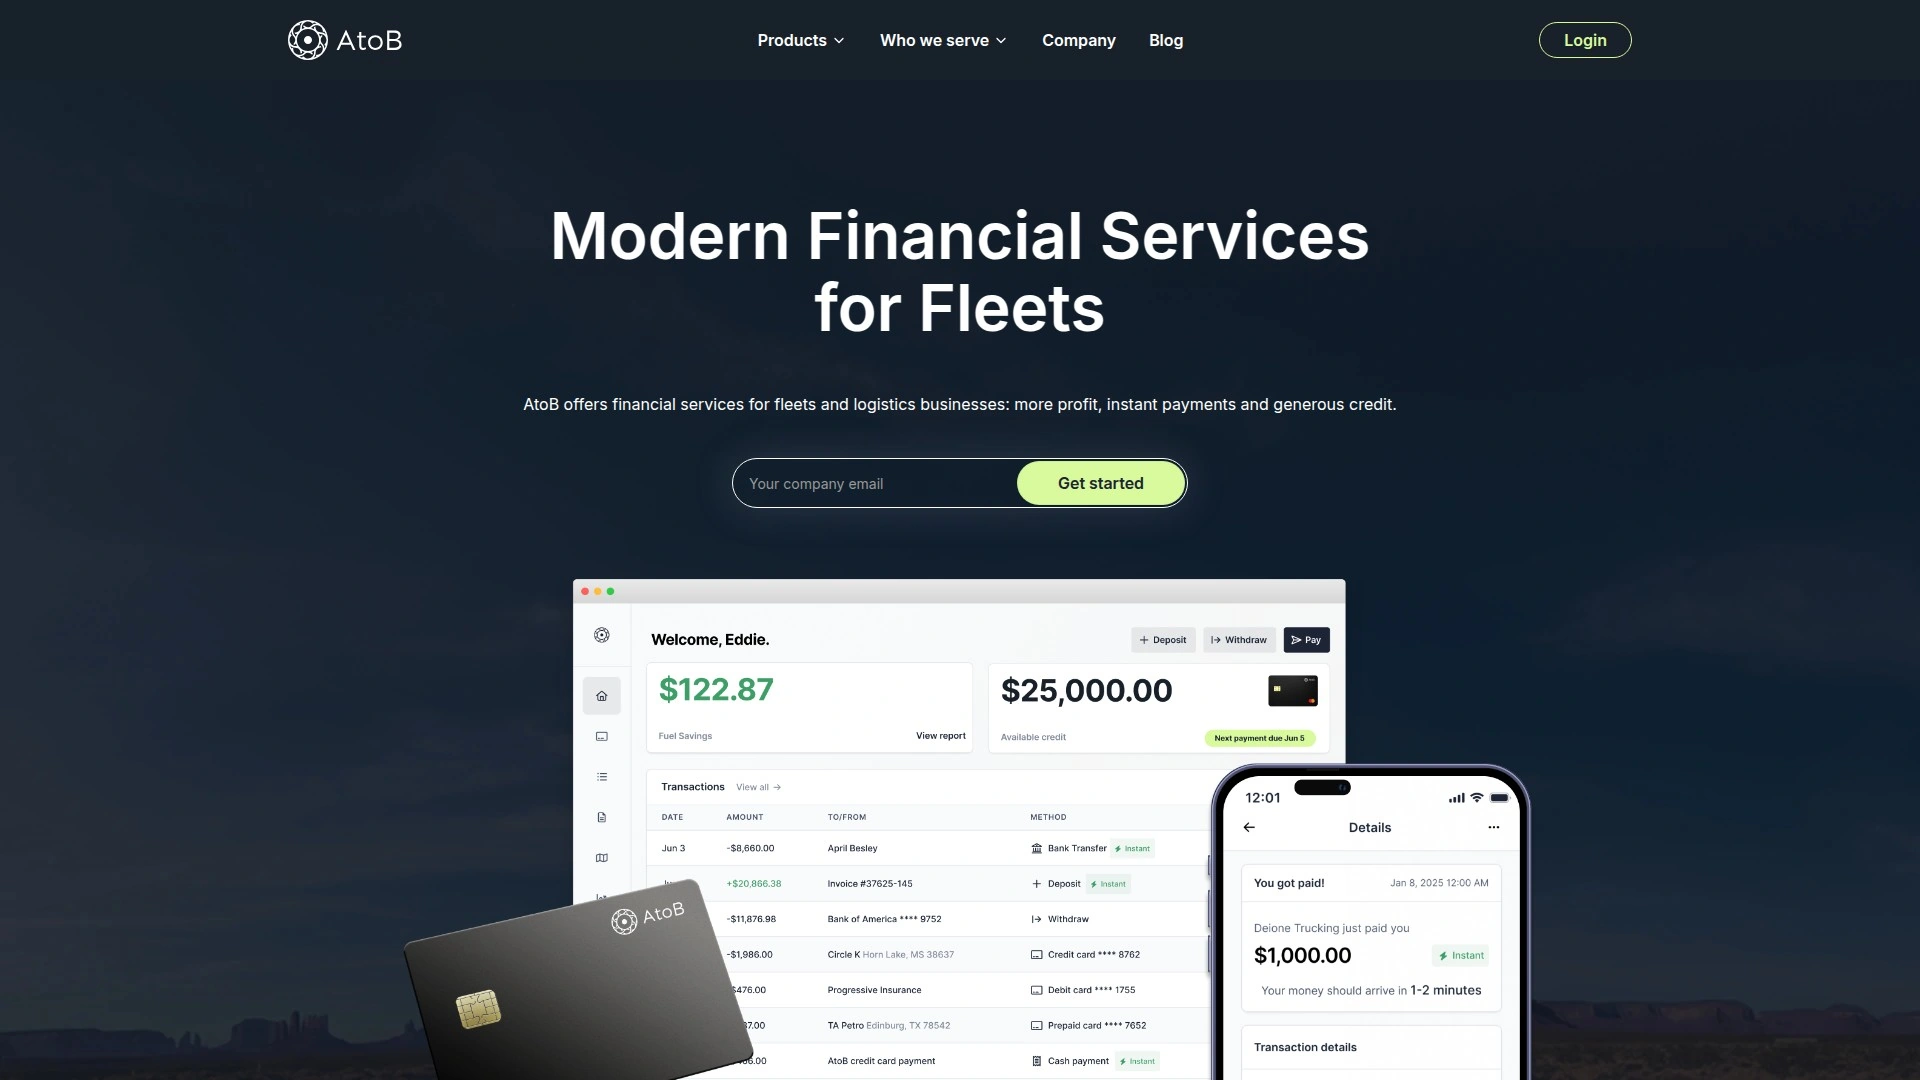 AtoB
Products
Who we serve
Company
Blog
Login
Modern Financial Services
for Fleets
AtoB offers financial services for fleets and logistics businesses: more profit, instant payments and generous credit.
Your company email
Get started
Welcome, Eddie.
Deposit
Withdraw
Pay
$122.87
Fuel Savings
View report
$25,000.00
Available credit
Next payment due Jun 5
Transactions
View all →
DATE AMOUNT TO/FROM METHOD
Jun 3 -$8,660.00 April Besley Bank Transfer Instant
+$20,866.38 Invoice #37625-145 Deposit Instant
-$11,876.98 Bank of America **** 9752 Withdraw
-$1,986.00 Circle K Horn Lake, MS 38637 Credit card **** 8762
$476.00 Progressive Insurance Debit card **** 1755
7.00 TA Petro Edinburg, TX 78542 Prepaid card **** 7652
6.00 AtoB credit card payment Cash payment Instant
AtoB
12:01
Details
You got paid!
Jan 8, 2025 12:00 AM
Deione Trucking just paid you
$1,000.00
Instant
Your money should arrive in 1-2 minutes
Transaction details